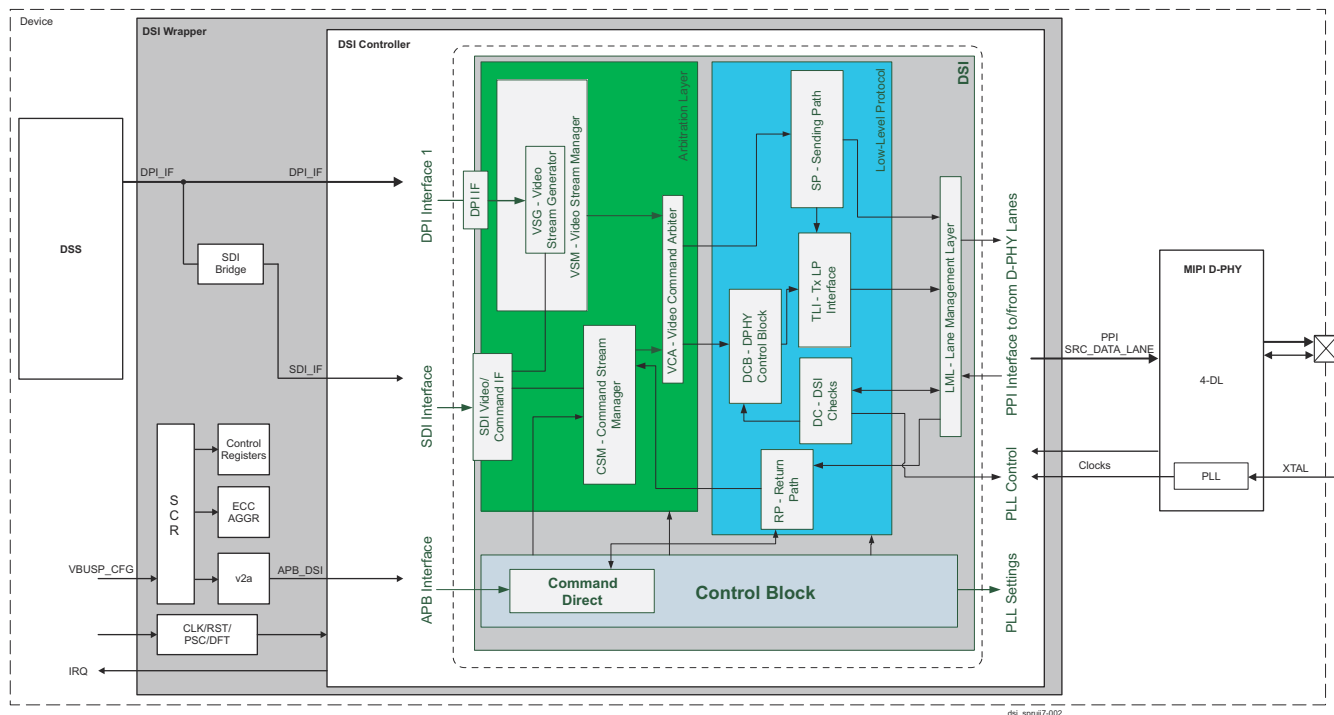 Device
DSI Wrapper
DSI Controller
DSI
Arbitration Layer
Low-Level Protocol
DSS
DPI_IF
DPI_IF
DPI Interface 1
DPI IF
VSG - Video
Stream Generator
VSM - Video Stream Manager
VCA - Video Command Arbiter
SP - Sending Path
TLI - Tx LP
Interface
DCB - DPHY
Control Block
DC - DSI
Checks
RP - Return
Path
LML - Lane Management Layer
PPI Interface to/from D-PHY Lanes
SDI
Bridge
SDI_IF
SDI Interface
SDI Video/
Command IF
CSM - Command Stream
Manager
MIPI D-PHY
4-DL
PPI
SRC_DATA_LANE
Clocks
PLL
XTAL
PLL Control
PLL Settings
SCR
Control
Registers
ECC
AGGR
v2a
VBUSP_CFG
APB_DSI
APB Interface
Command
Direct
Control Block
CLK/RST/
PSC/DFT
IRQ
dsi_spruii7-002